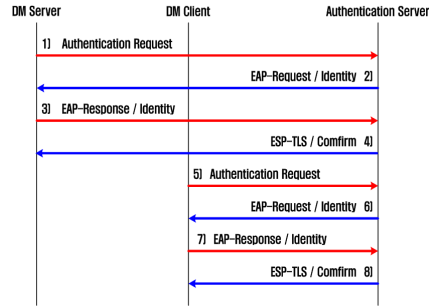 DM Server DM Client Authentication Server
1] Authentication Request
EAP-Request / Identity 2]
3] EAP-Response / Identity
ESP-TLS / Comfirm 4]
5] Authentication Request
EAP-Request / Identity 6]
7] EAP-Response / Identity
ESP-TLS / Comfirm 8]